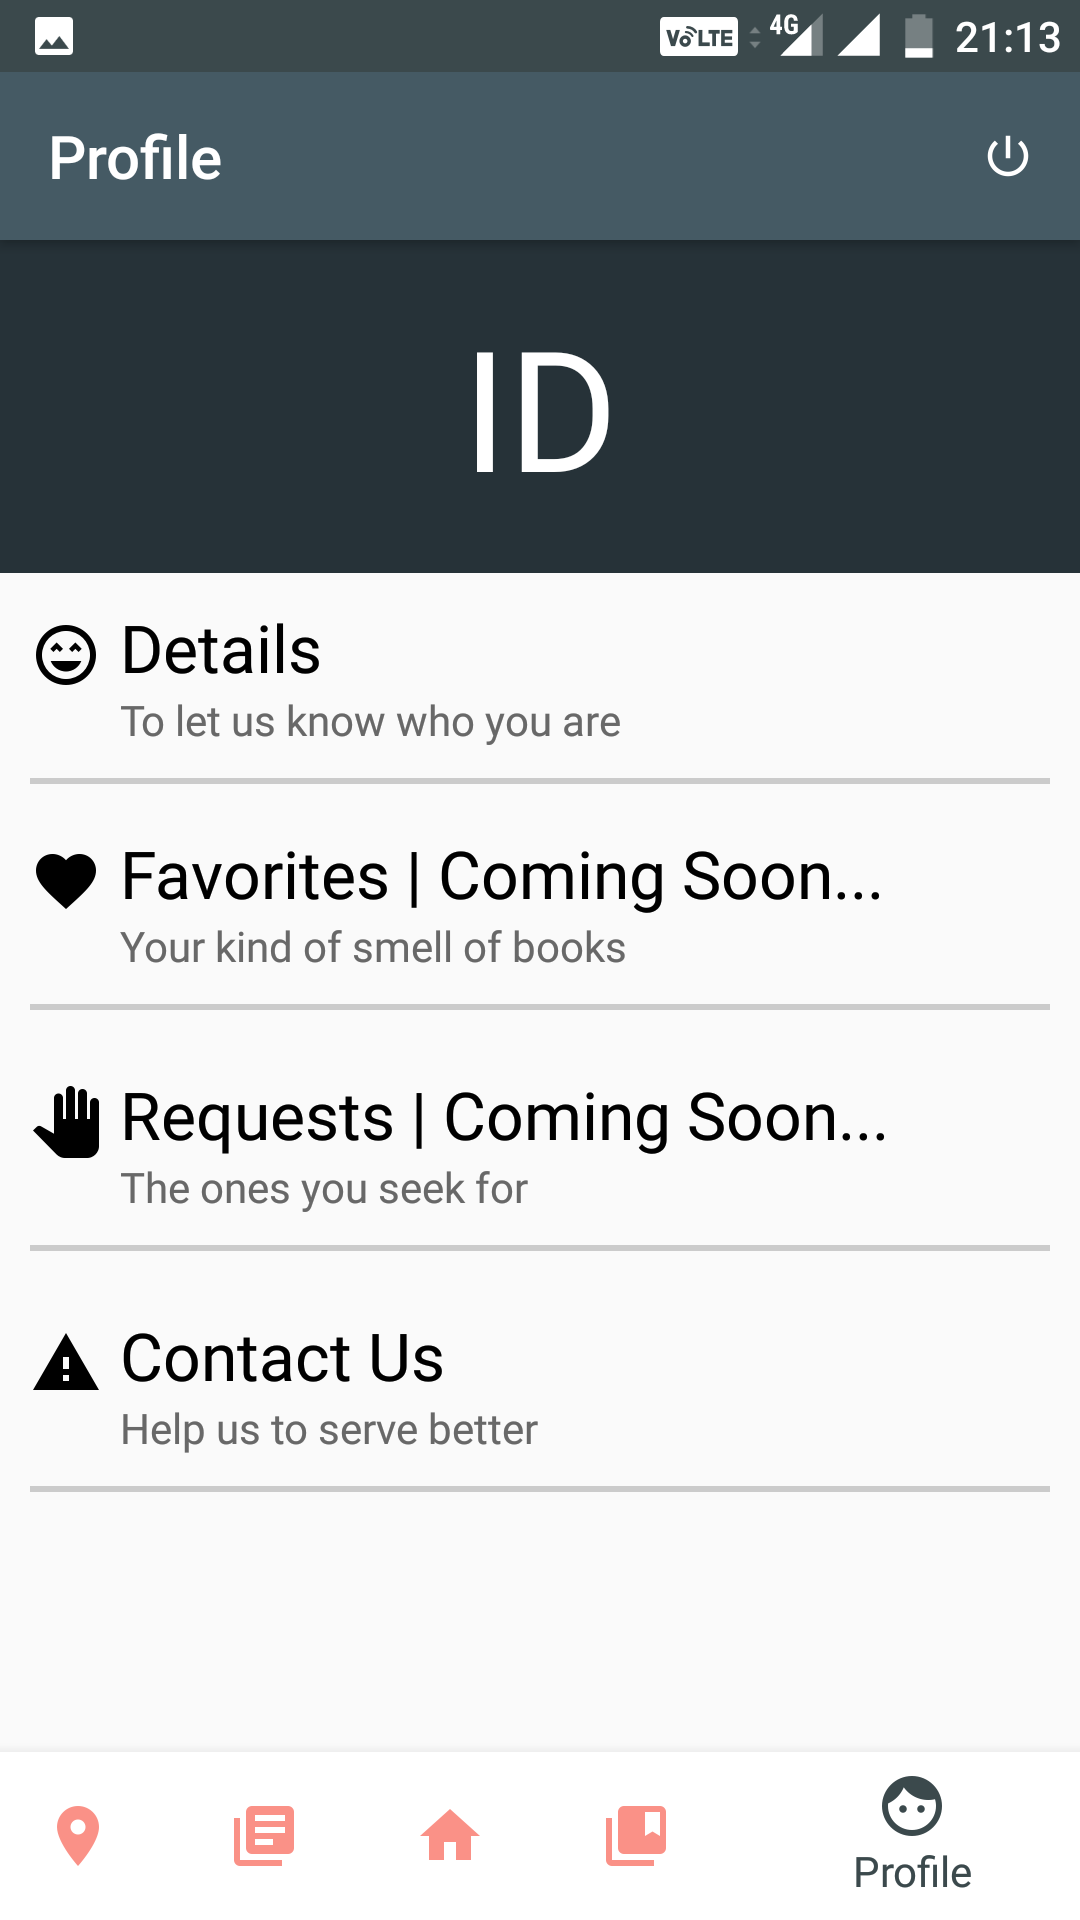 VoLTE 4G 21:13
Profile
ID
Details
To let us know who you are
Favorites | Coming Soon...
Your kind of smell of books
Requests | Coming Soon...
The ones you seek for
Contact Us
Help us to serve better
Profile